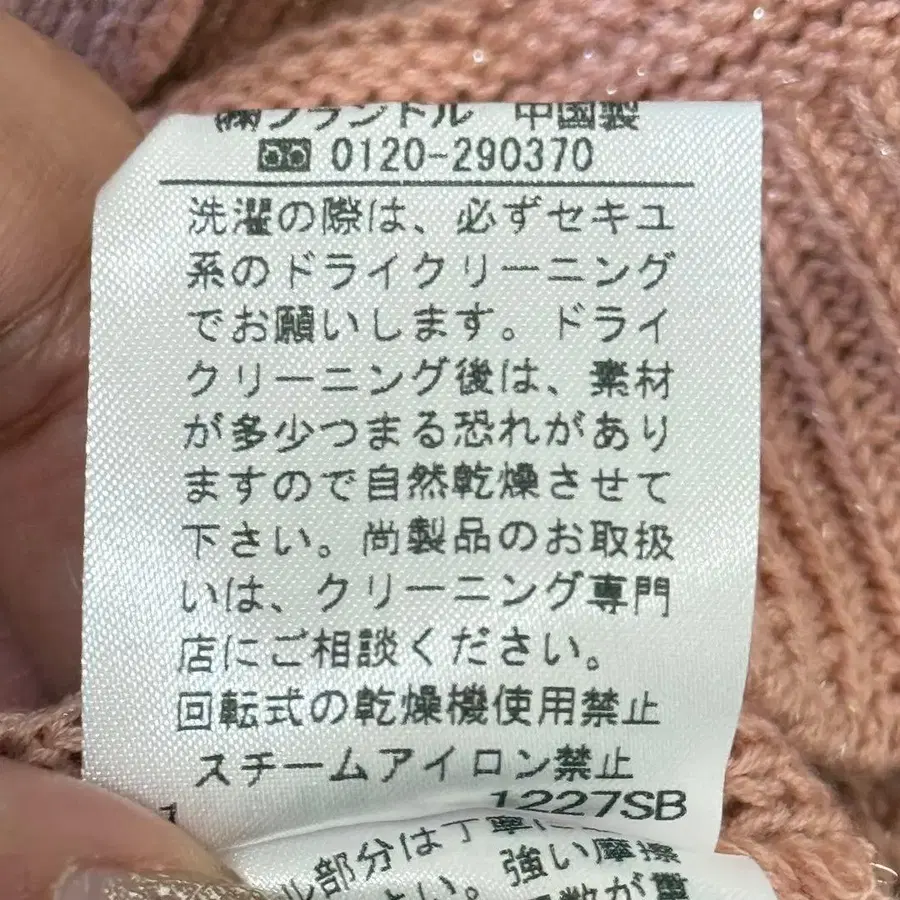 ㈱フランドル 中国製
0120-290370
洗濯の際は、必ずセキユ
系のドライクリーニング
でお願いします。ドライ
クリーニング後は、素材
が多少つまる恐れがあり
ますので自然乾燥させて
下さい。尚製品のお取扱
いは、クリーニング専門
店にご相談ください。
回転式の乾燥機使用禁止
スチームアイロン禁止
1227SB
ル部分は丁寧に
さい。強い摩擦